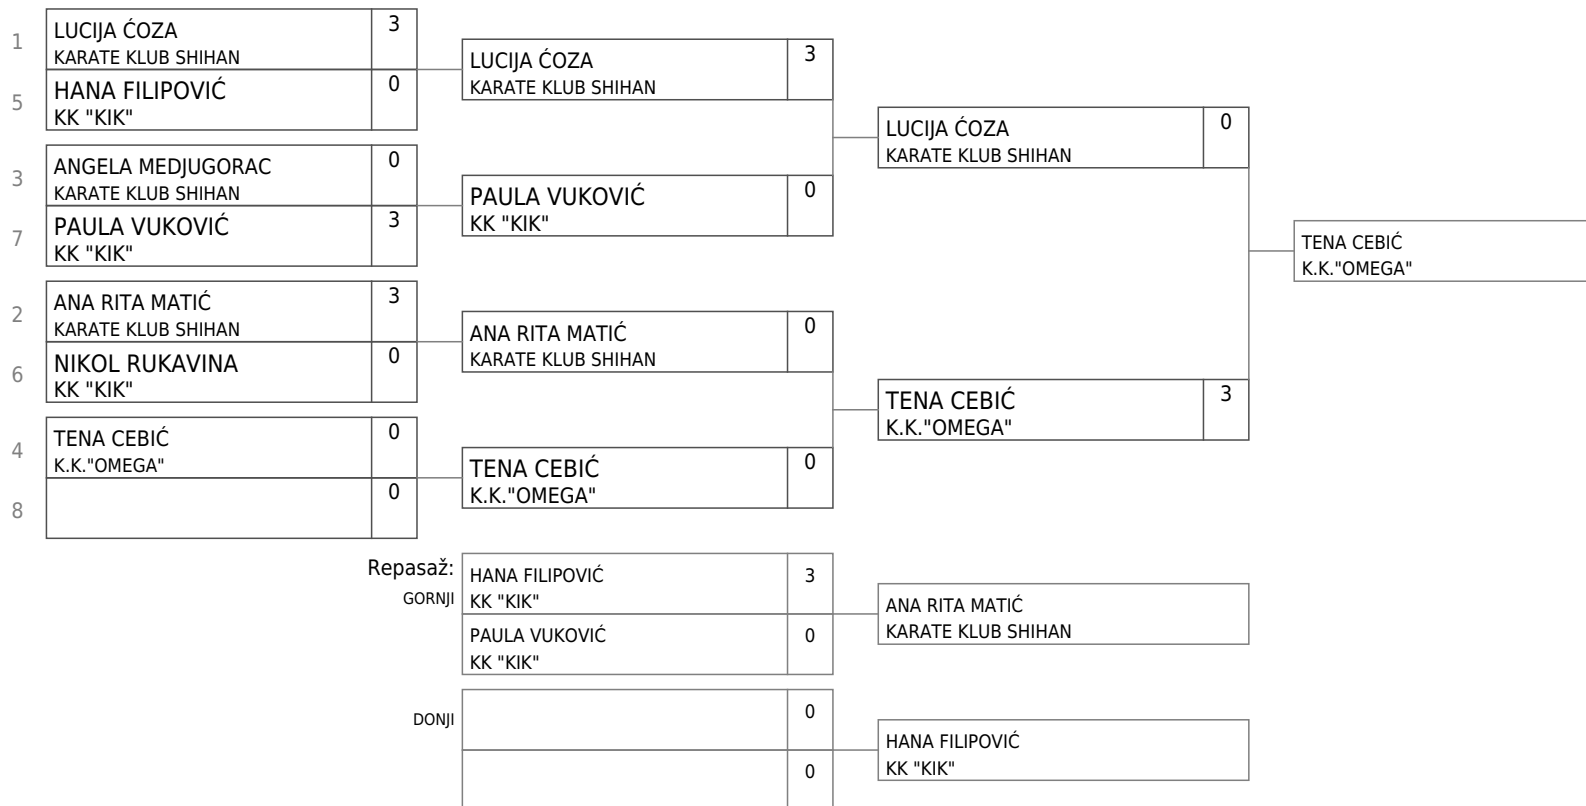 1
LUCIJA ĆOZA
KARATE KLUB SHIHAN
3
5
HANA FILIPOVIĆ
KK "KIK"
0
3
ANGELA MEDJUGORAC
KARATE KLUB SHIHAN
0
7
PAULA VUKOVIĆ
KK "KIK"
3
2
ANA RITA MATIĆ
KARATE KLUB SHIHAN
3
6
NIKOL RUKAVINA
KK "KIK"
0
4
TENA CEBIĆ
K.K."OMEGA"
0
8
0
LUCIJA ĆOZA
KARATE KLUB SHIHAN
3
PAULA VUKOVIĆ
KK "KIK"
0
ANA RITA MATIĆ
KARATE KLUB SHIHAN
0
TENA CEBIĆ
K.K."OMEGA"
0
LUCIJA ĆOZA
KARATE KLUB SHIHAN
0
TENA CEBIĆ
K.K."OMEGA"
3
TENA CEBIĆ
K.K."OMEGA"
Repasaž:
GORNJI
HANA FILIPOVIĆ
KK "KIK"
3
PAULA VUKOVIĆ
KK "KIK"
0
ANA RITA MATIĆ
KARATE KLUB SHIHAN
DONJI
0
0
HANA FILIPOVIĆ
KK "KIK"